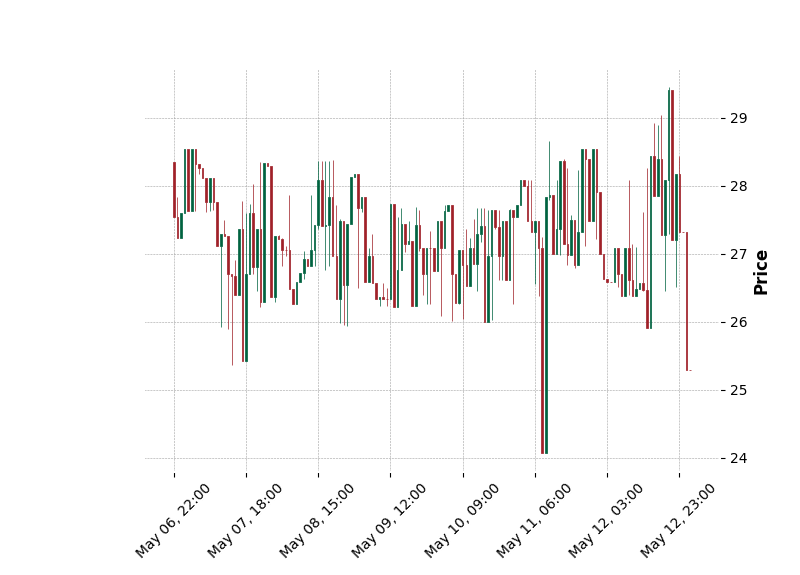 29
28
27
26
25
24
Price
May 06, 22:00
May 07, 18:00
May 08, 15:00
May 09, 12:00
May 10, 09:00
May 11, 06:00
May 12, 03:00
May 12, 23:00